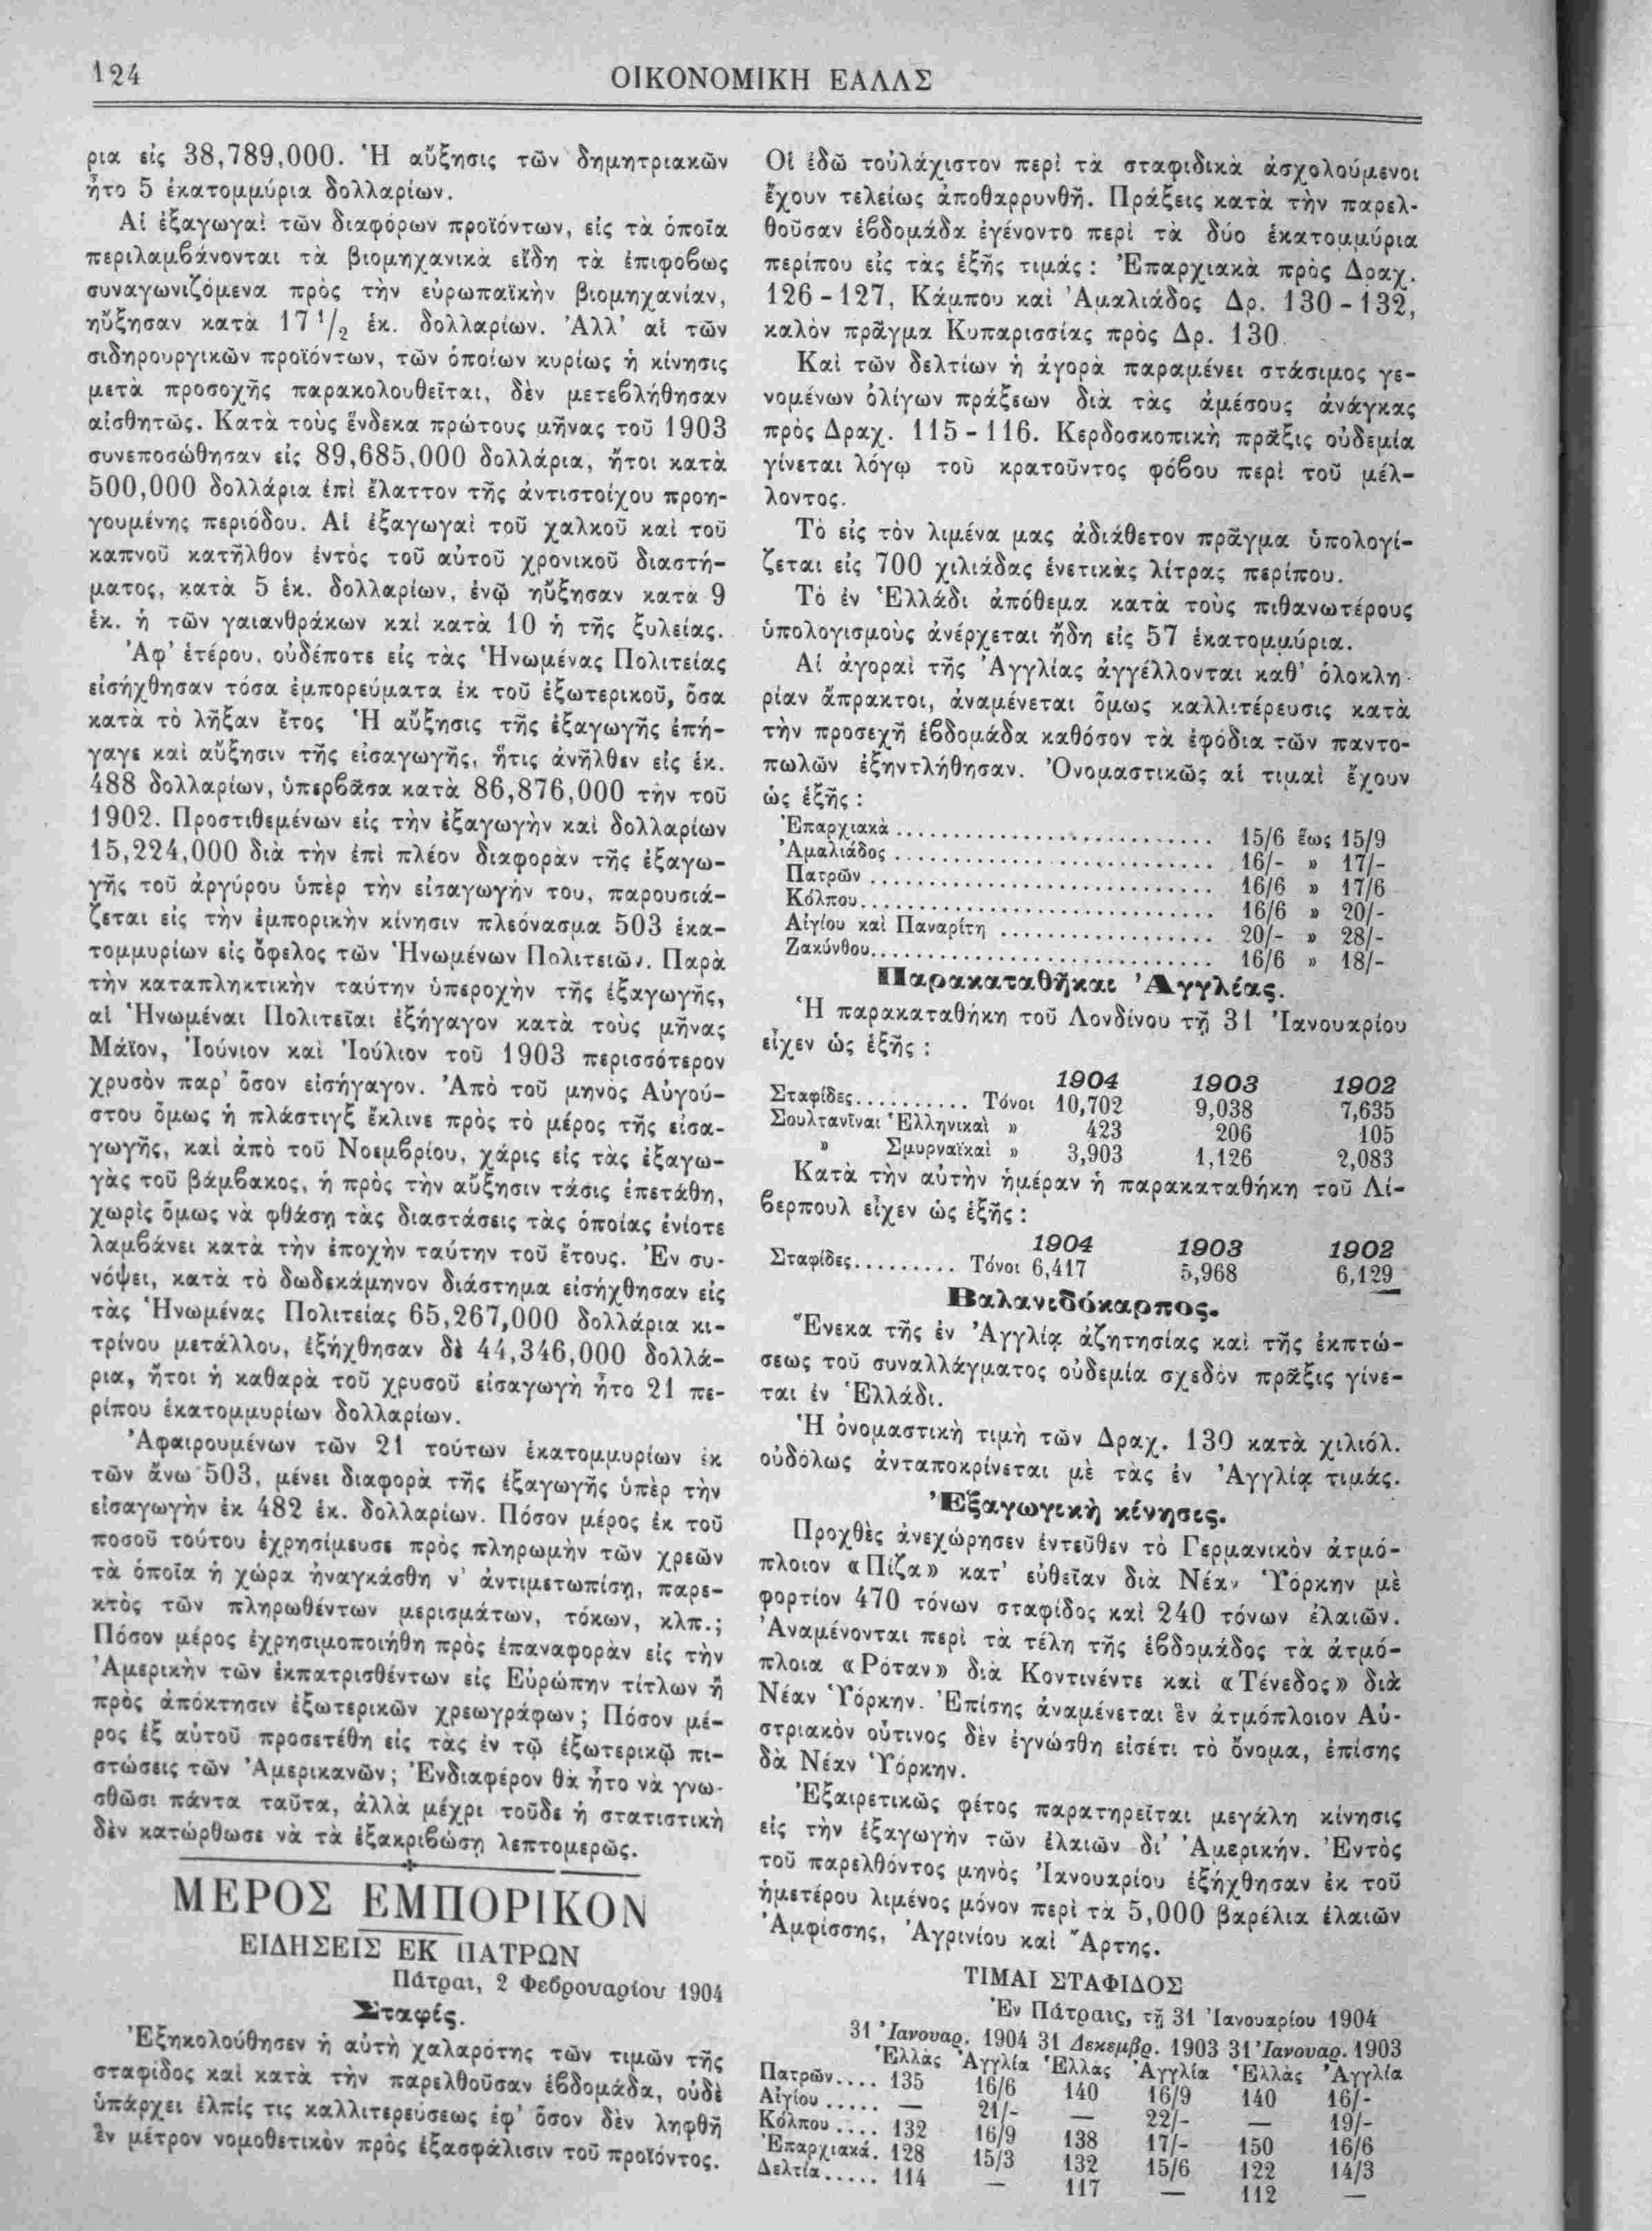 124
ΟΙΚΟΝΟΜΙΚΗ ΕΛΛΑΣ
ρια εἰς 38,789,000. Ἡ αὔξησις τῶν δημητριακῶν
ἦτο 5 ἑκατομμύρια δολλαρίων.
Αἱ ἐξαγωγαὶ τῶν διαφόρων προϊόντων, εἰς τὰ ὁποῖα
περιλαμβάνονται τὰ βιομηχανικὰ εἴδη τὰ ἐπιφόβως
συναγωνιζόμενα πρὸς τὴν εὐρωπαϊκὴν βιομηχανίαν,
ηὔξησαν κατὰ 17 1/2 ἑκ. δολλαρίων. Ἀλλ' αἱ τῶν
σιδηρουργικῶν προϊόντων, τῶν ὁποίων κυρίως ἡ κίνησις
μετὰ προσοχῆς παρακολουθεῖται, δὲν μετεβλήθησαν
αἰσθητῶς. Κατὰ τοὺς ἕνδεκα πρώτους μῆνας τοῦ 1903
συνεποσώθησαν εἰς 89,685,000 δολλάρια, ἤτοι κατὰ
500,000 δολλάρια ἐπὶ ἔλαττον τῆς ἀντιστοίχου προη-
γουμένης περιόδου. Αἱ ἐξαγωγαὶ τοῦ χαλκοῦ καὶ τοῦ
καπνοῦ κατῆλθον ἐντὸς τοῦ αὐτοῦ χρονικοῦ διαστή-
ματος, κατὰ 5 ἑκ. δολλαρίων, ἐνῷ ηὔξησαν κατὰ 9
ἑκ. ἡ τῶν γαιανθράκων καὶ κατὰ 10 ἡ τῆς ξυλείας.
Ἀφ' ἑτέρου, οὐδέποτε εἰς τὰς Ἡνωμένας Πολιτείας
εἰσήχθησαν τόσα ἐμπορεύματα ἐκ τοῦ ἐξωτερικοῦ, ὅσα
κατὰ τὸ λῆξαν ἔτος Ἡ αὔξησις τῆς ἐξαγωγῆς ἐπή-
γαγε καὶ αὔξησιν τῆς εἰσαγωγῆς, ἥτις ἀνῆλθεν εἰς ἑκ.
488 δολλαρίων, ὑπερβᾶσα κατὰ 86,876,000 τὴν τοῦ
1902. Προστιθεμένων εἰς τὴν ἐξαγωγὴν καὶ δολλαρίων
15,224,000 διὰ τὴν ἐπὶ πλέον διαφορὰν τῆς ἐξαγω-
γῆς τοῦ ἀργύρου ὑπὲρ τὴν εἰσαγωγήν του, παρουσιά-
ζεται εἰς τὴν ἐμπορικὴν κίνησιν πλεόνασμα 503 ἑκα-
τομμυρίων εἰς ὄφελος τῶν Ἡνωμένων Πολιτειῶν. Παρὰ
τὴν καταπληκτικὴν ταύτην ὑπεροχὴν τῆς ἐξαγωγῆς,
αἱ Ἡνωμέναι Πολιτεῖαι ἐξήγαγον κατὰ τοὺς μῆνας
Μάϊον, Ἰούνιον καὶ Ἰούλιον τοῦ 1903 περισσότερον
χρυσὸν παρ' ὅσον εἰσήγαγον. Ἀπὸ τοῦ μηνὸς Αὐγού-
στου ὅμως ἡ πλάστιγξ ἔκλινε πρὸς τὸ μέρος τῆς εἰσα-
γωγῆς, καὶ ἀπὸ τοῦ Νοεμβρίου, χάρις εἰς τὰς ἐξαγω-
γὰς τοῦ βάμβακος, ἡ πρὸς τὴν αὔξησιν τάσις ἐπετάθη,
χωρὶς ὅμως νὰ φθάσῃ τὰς διαστάσεις τὰς ὁποίας ἐνίοτε
λαμβάνει κατὰ τὴν ἐποχὴν ταύτην τοῦ ἔτους. Ἐν συ-
νόψει, κατὰ τὸ δωδεκάμηνον διάστημα εἰσήχθησαν εἰς
τὰς Ἡνωμένας Πολιτείας 65,267,000 δολλάρια κι-
τρίνου μετάλλου, ἐξήχθησαν δὲ 44,346,000 δολλά-
ρια, ἤτοι ἡ καθαρὰ τοῦ χρυσοῦ εἰσαγωγὴ ἦτο 21 πε-
ρίπου ἑκατομμυρίων δολλαρίων.
Ἀφαιρουμένων τῶν 21 τούτων ἑκατομμυρίων ἐκ
τῶν ἄνω 503, μένει διαφορὰ τῆς ἐξαγωγῆς ὑπὲρ τὴν
εἰσαγωγὴν ἐκ 482 ἑκ. δολλαρίων. Πόσον μέρος ἐκ τοῦ
ποσοῦ τούτου ἐχρησίμευσε πρὸς πληρωμὴν τῶν χρεῶν
τὰ ὁποῖα ἡ χώρα ἠναγκάσθη ν' ἀντιμετωπίσῃ, παρε-
κτὸς τῶν πληρωθέντων μερισμάτων, τόκων, κλπ.;
Πόσον μέρος ἐχρησιμοποιήθη πρὸς ἐπαναφορὰν εἰς τὴν
Ἀμερικὴν τῶν ἐκπατρισθέντων εἰς Εὐρώπην τίτλων ἢ
πρὸς ἀπόκτησιν ἐξωτερικῶν χρεωγράφων; Πόσον μέ-
ρος ἐξ αὐτοῦ προσετέθη εἰς τὰς ἐν τῷ ἐξωτερικῷ πι-
στώσεις τῶν Ἀμερικανῶν; Ἐνδιαφέρον θὰ ἦτο νὰ γνω-
σθῶσι πάντα ταῦτα, ἀλλὰ μέχρι τοῦδε ἡ στατιστικὴ
δὲν κατώρθωσε νὰ τὰ ἐξακριβώσῃ λεπτομερῶς.
ΜΕΡΟΣ ΕΜΠΟΡΙΚΟΝ
ΕΙΔΗΣΕΙΣ ΕΚ ΠΑΤΡΩΝ
Πάτραι, 2 Φεβρουαρίου 1904
Σταφίς.
Ἐξηκολούθησεν ἡ αὐτὴ χαλαρότης τῶν τιμῶν τῆς
σταφίδος καὶ κατὰ τὴν παρελθοῦσαν ἑβδομάδα, οὐδὲ
ὑπάρχει ἐλπίς τις καλλιτερεύσεως ἐφ' ὅσον δὲν ληφθῇ
ἓν μέτρον νομοθετικὸν πρὸς ἐξασφάλισιν τοῦ προϊόντος.
Οἱ ἐδῶ τοὐλάχιστον περὶ τὰ σταφιδικὰ ἀσχολούμενοι
ἔχουν τελείως ἀποθαρρυνθῆ. Πράξεις κατὰ τὴν παρελ-
θοῦσαν ἑβδομάδα ἐγένοντο περὶ τὰ δύο ἑκατομμύρια
περίπου εἰς τὰς ἑξῆς τιμάς: Ἐπαρχιακὰ πρὸς Δραχ.
126-127, Κάμπου καὶ Ἀμαλιάδος Δρ. 130-132,
καλὸν πρᾶγμα Κυπαρισσίας πρὸς Δρ. 130.
Καὶ τῶν δελτίων ἡ ἀγορὰ παραμένει στάσιμος γε-
νομένων ὀλίγων πράξεων διὰ τὰς ἀμέσους ἀνάγκας
πρὸς Δραχ. 115-116. Κερδοσκοπικὴ πρᾶξις οὐδεμία
γίνεται λόγῳ τοῦ κρατοῦντος φόβου περὶ τοῦ μέλ-
λοντος.
Τὸ εἰς τὸν λιμένα μας ἀδιάθετον πρᾶγμα ὑπολογί-
ζεται εἰς 700 χιλιάδας ἑνετικὰς λίτρας περίπου.
Τὸ ἐν Ἑλλάδι ἀπόθεμα κατὰ τοὺς πιθανωτέρους
ὑπολογισμοὺς ἀνέρχεται ἤδη εἰς 57 ἑκατομμύρια.
Αἱ ἀγοραὶ τῆς Ἀγγλίας ἀγγέλλονται καθ' ὁλοκλη-
ρίαν ἄπρακτοι, ἀναμένεται ὅμως καλλιτέρευσις κατὰ
τὴν προσεχῆ ἑβδομάδα καθόσον τὰ ἐφόδια τῶν παντο-
πωλῶν ἐξηντλήθησαν. Ὀνομαστικῶς αἱ τιμαὶ ἔχουν
ὡς ἑξῆς:
Ἐπαρχιακὰ .......... 15/6 ἕως 15/9
Ἀμαλιάδος .......... 16/- » 17/-
Πατρῶν .......... 16/6 » 17/6
Κόλπου .......... 16/6 » 20/-
Αἰγίου καὶ Παναρίτη .......... 20/- » 28/-
Ζακύνθου .......... 16/6 » 18/-
Παρακαταθῆκαι Ἀγγλίας.
Ἡ παρακαταθήκη τοῦ Λονδίνου τῇ 31 Ἰανουαρίου
εἶχεν ὡς ἑξῆς:
1904 1903 1902
Σταφίδες.......... Τόνοι 10,702 9,038 7,635
Σουλτανῖναι Ἑλληνικαὶ » 423 206 105
» Σμυρναϊκαὶ » 3,903 1,126 2,083
Κατὰ τὴν αὐτὴν ἡμέραν ἡ παρακαταθήκη τοῦ Λί-
βερπουλ εἶχεν ὡς ἑξῆς:
1904 1903 1902
Σταφίδες.......... Τόνοι 6,417 5,968 6,129
Βαλανιδόκαρπος.
Ἕνεκα τῆς ἐν Ἀγγλίᾳ ἀζητησίας καὶ τῆς ἐκπτώ-
σεως τοῦ συναλλάγματος οὐδεμία σχεδὸν πρᾶξις γίνε-
ται ἐν Ἑλλάδι.
Ἡ ὀνομαστικὴ τιμὴ τῶν Δραχ. 130 κατὰ χιλιόλ.
οὐδόλως ἀνταποκρίνεται μὲ τὰς ἐν Ἀγγλίᾳ τιμάς.
Ἐξαγωγικὴ κίνησις.
Προχθὲς ἀνεχώρησεν ἐντεῦθεν τὸ Γερμανικὸν ἀτμό-
πλοιον «Πίζα» κατ' εὐθεῖαν διὰ Νέαν Ὑόρκην μὲ
φορτίον 470 τόνων σταφίδος καὶ 240 τόνων ἐλαιῶν.
Ἀναμένονται περὶ τὰ τέλη τῆς ἑβδομάδος τὰ ἀτμό-
πλοια «Ρόταν» διὰ Κοντινέντε καὶ «Τένεδος» διὰ
Νέαν Ὑόρκην. Ἐπίσης ἀναμένεται ἓν ἀτμόπλοιον Αὐ-
στριακὸν οὗτινος δὲν ἐγνώσθη εἰσέτι τὸ ὄνομα, ἐπίσης
δὰ Νέαν Ὑόρκην.
Ἐξαιρετικῶς φέτος παρατηρεῖται μεγάλη κίνησις
εἰς τὴν ἐξαγωγὴν τῶν ἐλαιῶν δι' Ἀμερικήν. Ἐντὸς
τοῦ παρελθόντος μηνὸς Ἰανουαρίου ἐξήχθησαν ἐκ τοῦ
ἡμετέρου λιμένος μόνον περὶ τὰ 5,000 βαρέλια ἐλαιῶν
Ἀμφίσσης, Ἀγρινίου καὶ Ἄρτης.
ΤΙΜΑΙ ΣΤΑΦΙΔΟΣ
Ἐν Πάτραις, τῇ 31 Ἰανουαρίου 1904
31 Ἰανουαρ. 1904 31 Δεκεμβρ. 1903 31 Ἰανουαρ. 1903
Ἑλλὰς Ἀγγλία Ἑλλὰς Ἀγγλία Ἑλλὰς Ἀγγλία
Πατρῶν.... 135 16/6 140 16/9 140 16/-
Αἰγίου ..... — 21/- — 22/- — 19/-
Κόλπου .... 132 16/9 138 17/- 150 16/6
Ἐπαρχιακά. 128 15/3 132 15/6 122 14/3
Δελτία..... 114 — 117 — 112 —